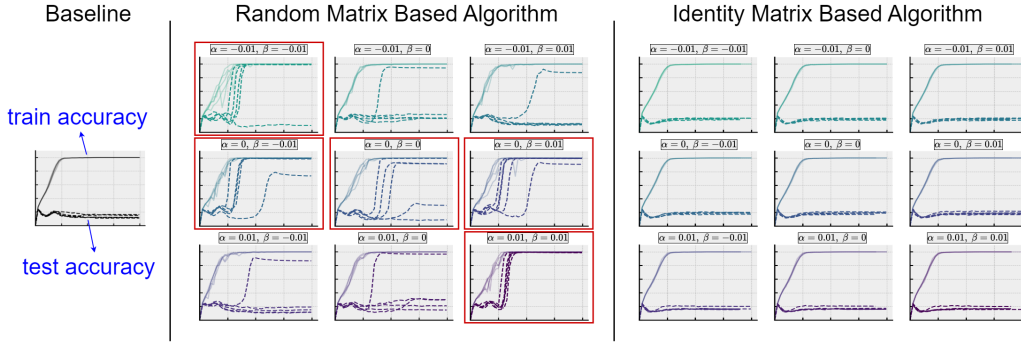 Baseline
Random Matrix Based Algorithm
Identity Matrix Based Algorithm
train accuracy
test accuracy
α = −0.01, β = −0.01
α = −0.01, β = 0
α = −0.01, β = 0.01
α = −0.01, β = −0.01
α = −0.01, β = 0
α = −0.01, β = 0.01
α = 0, β = −0.01
α = 0, β = 0
α = 0, β = 0.01
α = 0, β = −0.01
α = 0, β = 0
α = 0, β = 0.01
α = 0.01, β = −0.01
α = 0.01, β = 0
α = 0.01, β = 0.01
α = 0.01, β = −0.01
α = 0.01, β = 0
α = 0.01, β = 0.01